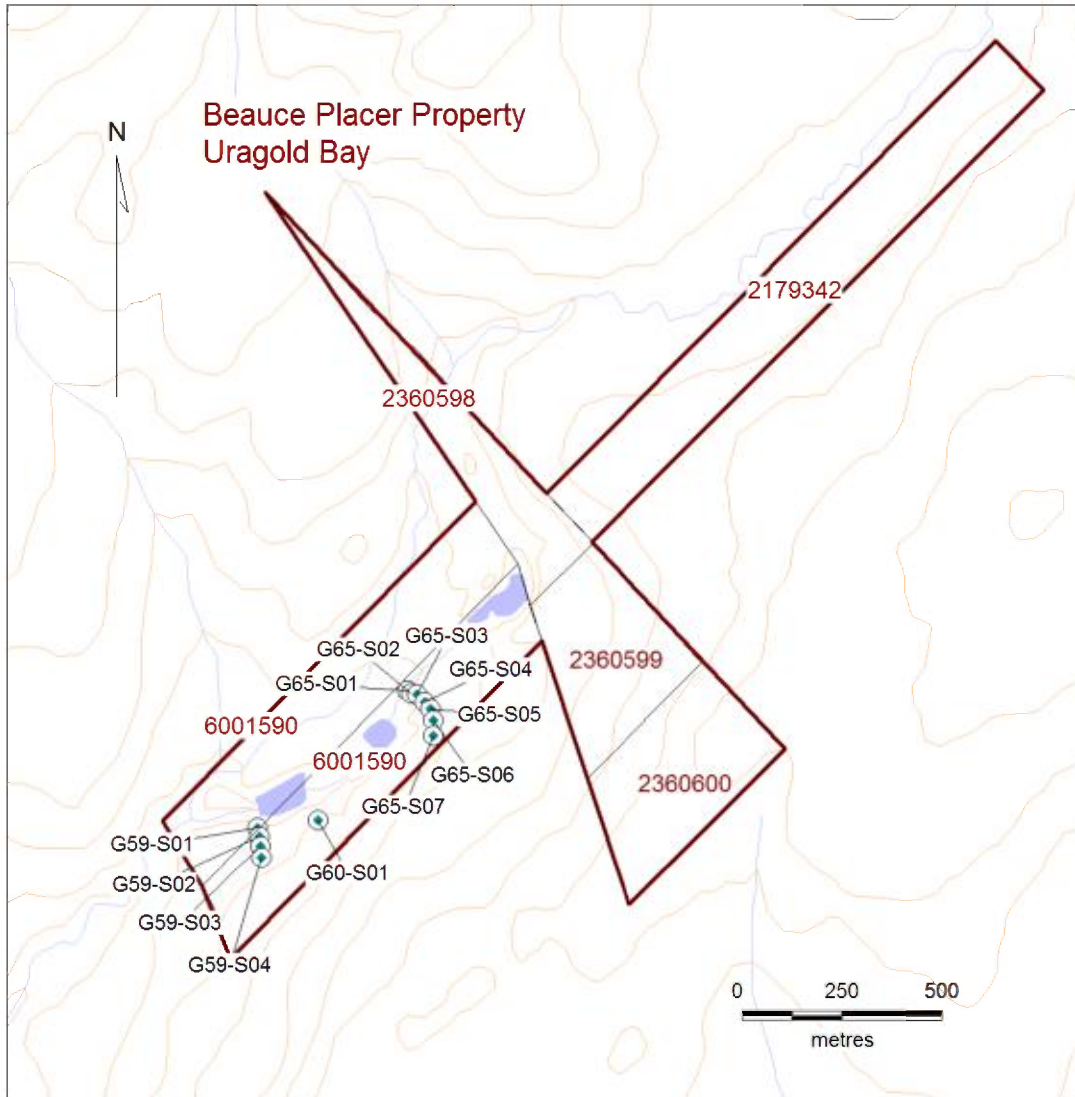 Beauce Placer Property
Uragold Bay
N
2179342
2360598
G65-S03
G65-S02
G65-S04
2360599
G65-S01
G65-S05
6001590
6001590
G65-S06
2360600
G65-S07
G59-S01
G60-S01
G59-S02
G59-S03
G59-S04
0 250 500
metres